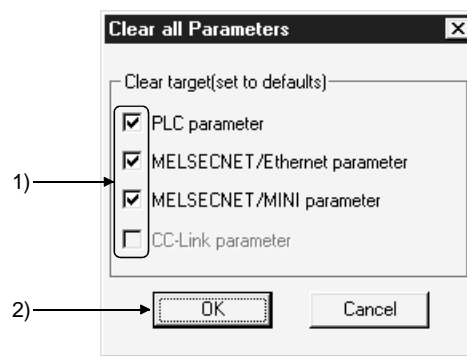 Clear all Parameters
Clear target(set to defaults)
PLC parameter
MELSECNET/Ethernet parameter
1)
MELSECNET/MINI parameter
CC-Link parameter
2)
OK
Cancel